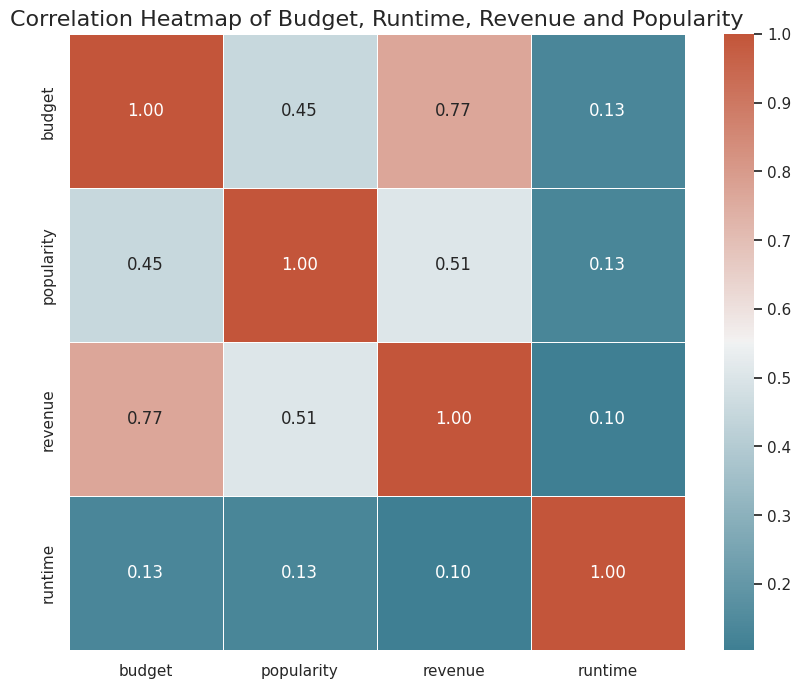 Correlation Heatmap of Budget, Runtime, Revenue and Popularity
budget 1.00 0.45 0.77 0.13
popularity 0.45 1.00 0.51 0.13
revenue 0.77 0.51 1.00 0.10
runtime 0.13 0.13 0.10 1.00
budget popularity revenue runtime
1.0
0.9
0.8
0.7
0.6
0.5
0.4
0.3
0.2